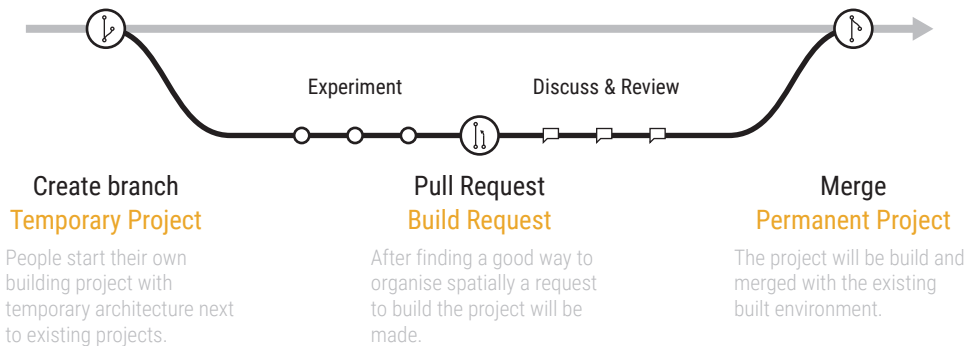 Experiment
Discuss & Review
Create branch
Temporary Project
People start their own
building project with
temporary architecture next
to existing projects.
Pull Request
Build Request
After finding a good way to
organise spatially a request
to build the project will be
made.
Merge
Permanent Project
The project will be build and
merged with the existing
built environment.